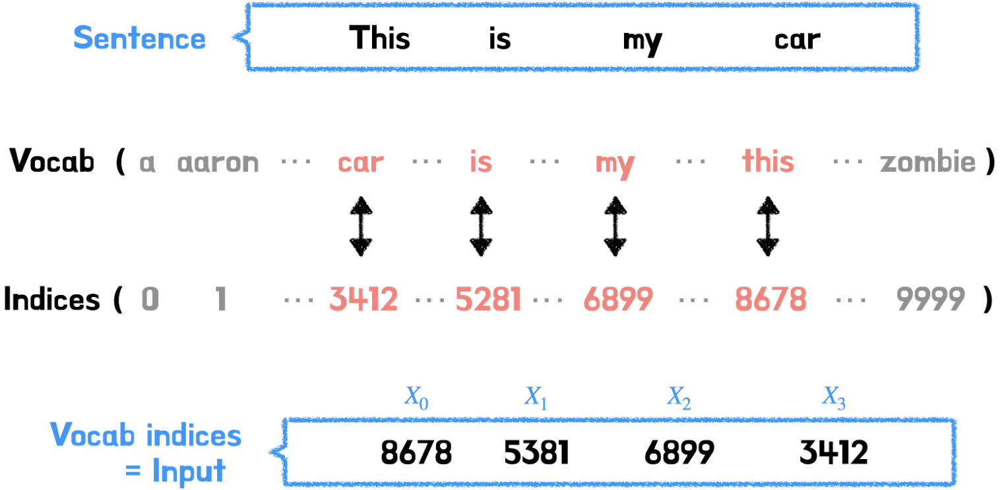 Sentence This is my car
Vocab ( a aaron ... car ... is ... my ... this ... zombie )
Indices ( 0 1 ... 3412 ... 5281 ... 6899 ... 8678 ... 9999 )
X0 X1 X2 X3
Vocab indices
= Input
8678 5381 6899 3412